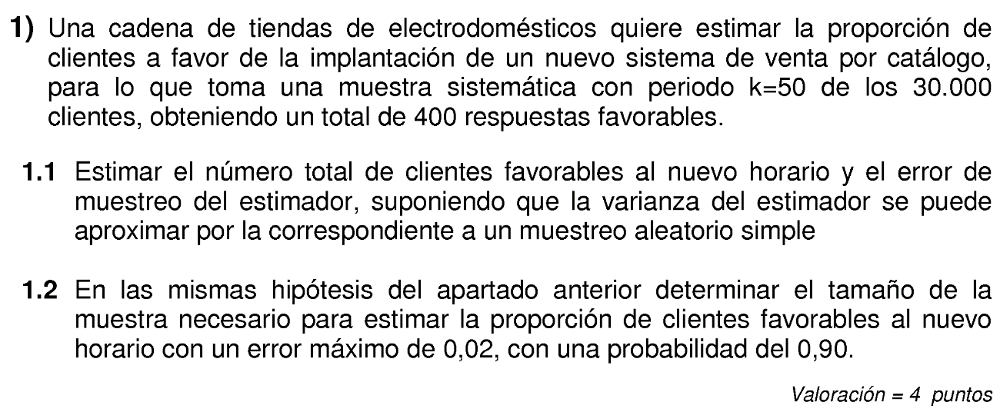 1) Una cadena de tiendas de electrodomésticos quiere estimar la proporción de
clientes a favor de la implantación de un nuevo sistema de venta por catálogo,
para lo que toma una muestra sistemática con periodo k=50 de los 30.000
clientes, obteniendo un total de 400 respuestas favorables.
1.1 Estimar el número total de clientes favorables al nuevo horario y el error de
muestreo del estimador, suponiendo que la varianza del estimador se puede
aproximar por la correspondiente a un muestreo aleatorio simple
1.2 En las mismas hipótesis del apartado anterior determinar el tamaño de la
muestra necesario para estimar la proporción de clientes favorables al nuevo
horario con un error máximo de 0,02, con una probabilidad del 0,90.
Valoración = 4 puntos